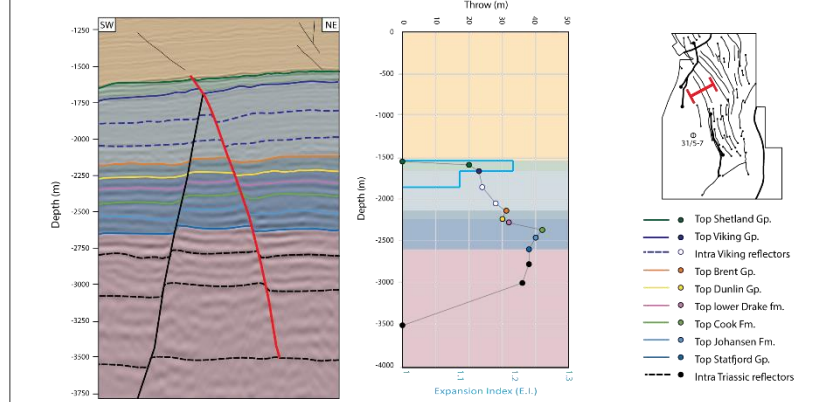 SW
NE
Depth (m)
-1250
-1500
-1750
-2000
-2250
-2500
-2750
-3000
-3250
-3500
-3750
Throw (m)
0
10
20
30
40
50
Depth (m)
0
-500
-1000
-1500
-2000
-2500
-3000
-3500
-4000
1
1.1
1.2
1.3
Expansion Index (E.I.)
31/5-7
Top Shetland Gp.
Top Viking Gp.
Intra Viking reflectors
Top Brent Gp.
Top Dunlin Gp.
Top lower Drake fm.
Top Cook Fm.
Top Johansen Fm.
Top Statfjord Gp.
Intra Triassic reflectors